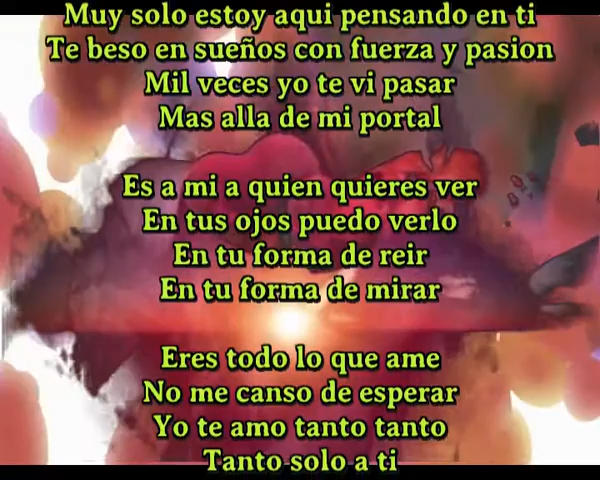 Muy solo estoy aqui pensando en ti
Te beso en sueños con fuerza y pasion
Mil veces yo te vi pasar
Mas alla de mi portal
Es a mi a quien quieres ver
En tus ojos puedo verlo
En tu forma de reir
En tu forma de mirar
Eres todo lo que ame
No me canso de esperar
Yo te amo tanto tanto
Tanto solo a ti